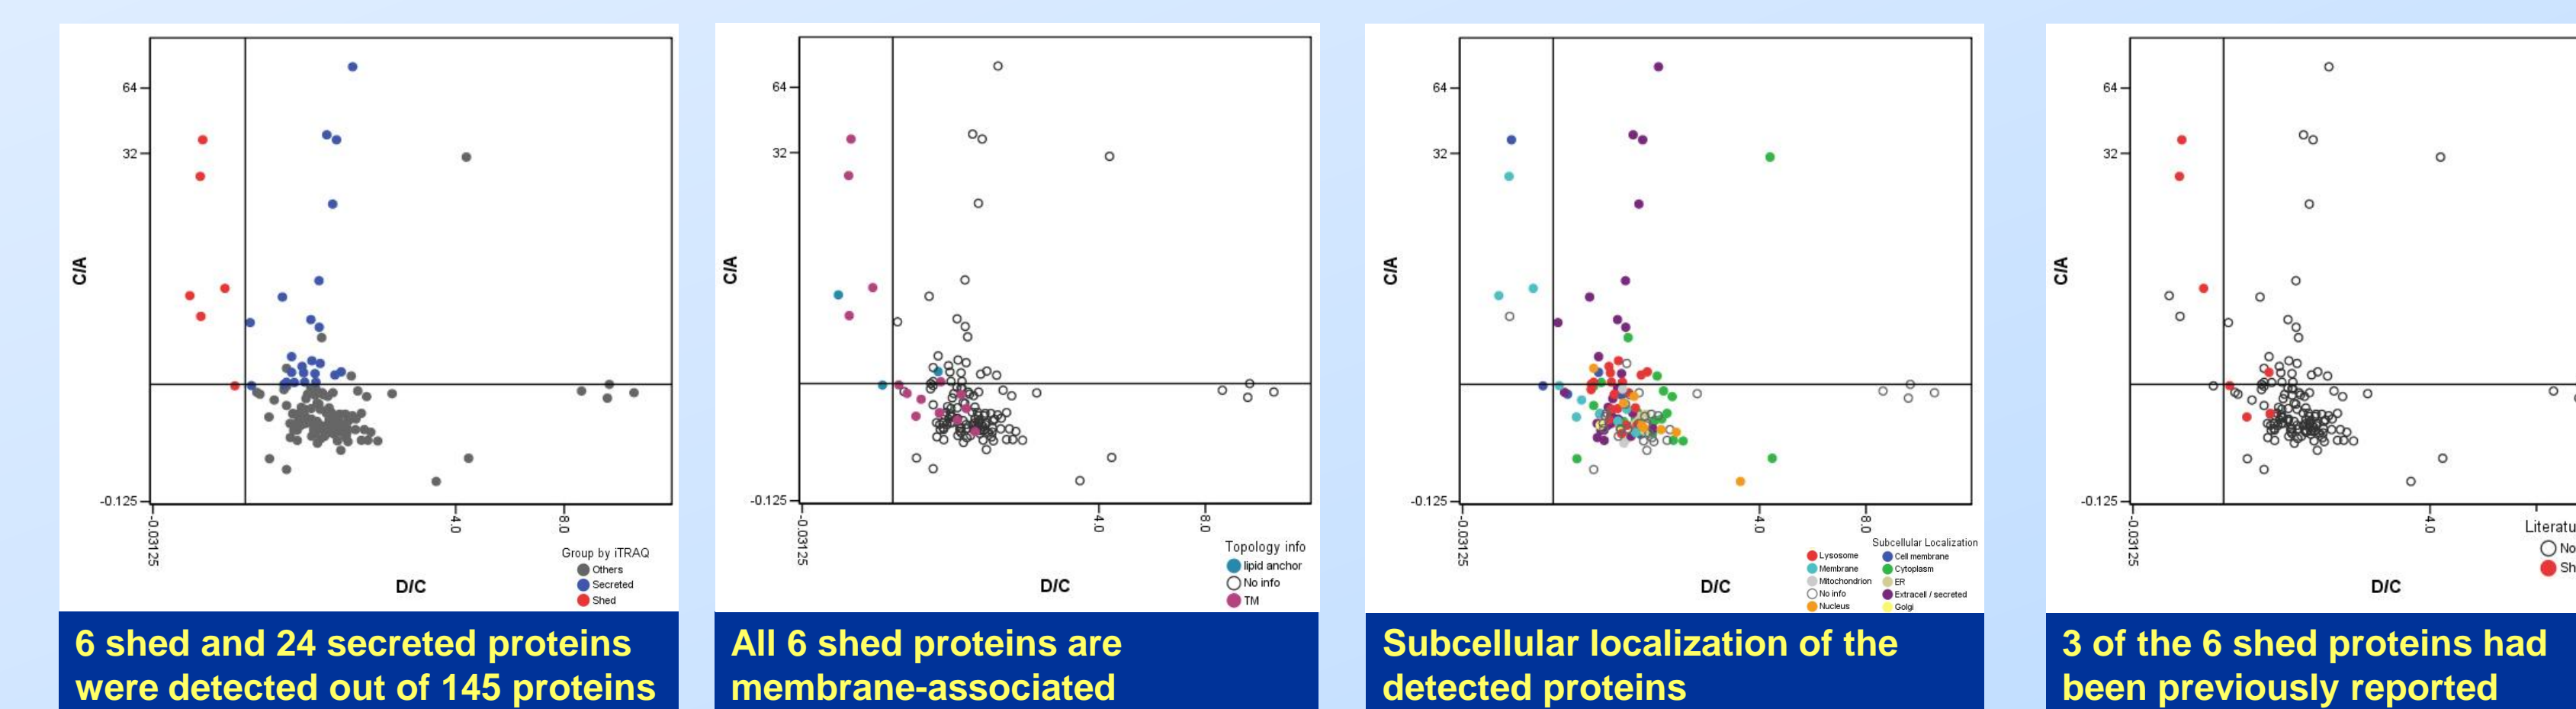 64
32
-0.125
C/A
-0.03125
4.0
8.0
D/C
Group by iTRAQ
Others
Secreted
Shed
6 shed and 24 secreted proteins
were detected out of 145 proteins
64
32
-0.125
C/A
-0.03125
4.0
8.0
D/C
Topology info
lipid anchor
No info
TM
All 6 shed proteins are
membrane-associated
64
32
-0.125
C/A
-0.03125
4.0
8.0
D/C
Subcellular Localization
Lysosome Cell membrane
Membrane Cytoplasm
Mitochondrion ER
No info Extracell / secreted
Nucleus Golgi
Subcellular localization of the
detected proteins
64
32
-0.125
C/A
-0.03125
4.0
D/C
3 of the 6 shed proteins had
been previously reported